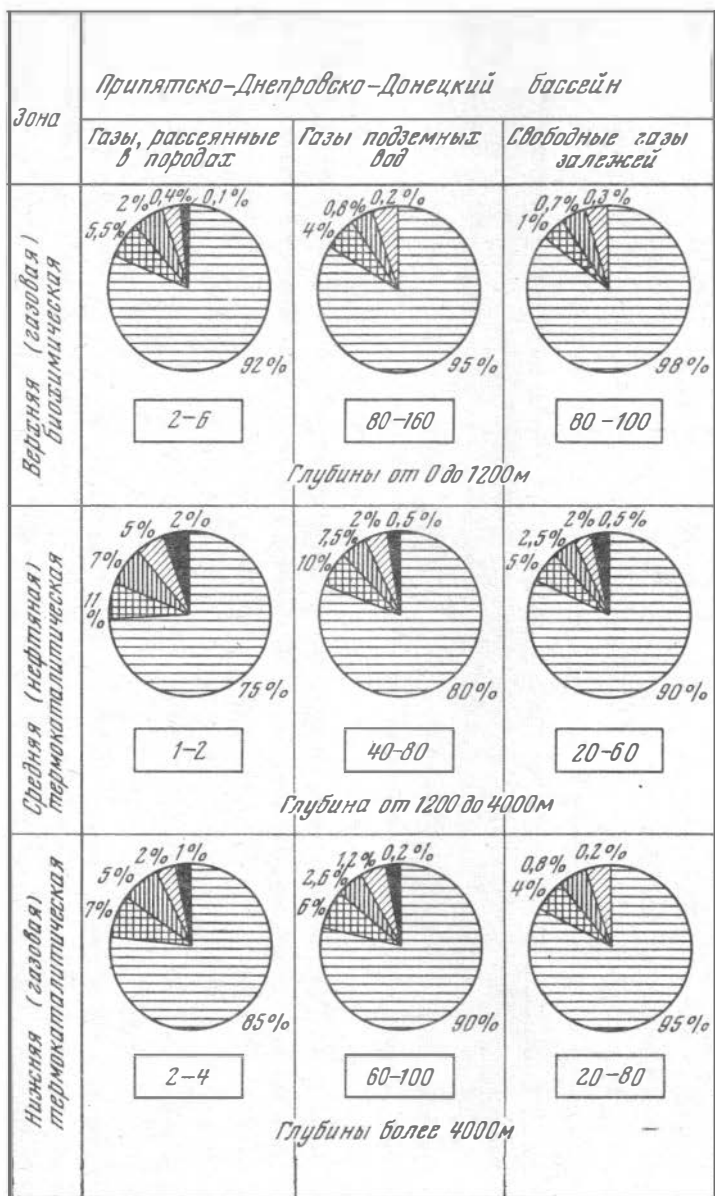 Зона
Припятско-Днепровско-Донецкий бассейн
Газы, рассеянные
в породах
Газы подземных
вод
Свободные газы
залежей
Верхняя (газовая)
биохимическая
5,5% 2% 0,4% 0,1%
92%
2-6
4% 0,8% 0,2%
95%
80-160
1% 0,7% 0,3%
98%
80-100
Глубины от 0 до 1200м
Средняя (нефтяная)
термокаталитическая
11
%
7% 5% 2%
75%
1-2
10% 7,5% 2% 0,5%
80%
40-80
5% 2,5% 2% 0,5%
90%
20-60
Глубина от 1200 до 4000м
Нижняя (газовая)
термокаталитическая
7% 5% 2% 1%
85%
2-4
6% 2,6% 1,2% 0,2%
90%
60-100
4% 0,8% 0,2%
95%
20-80
Глубины более 4000м